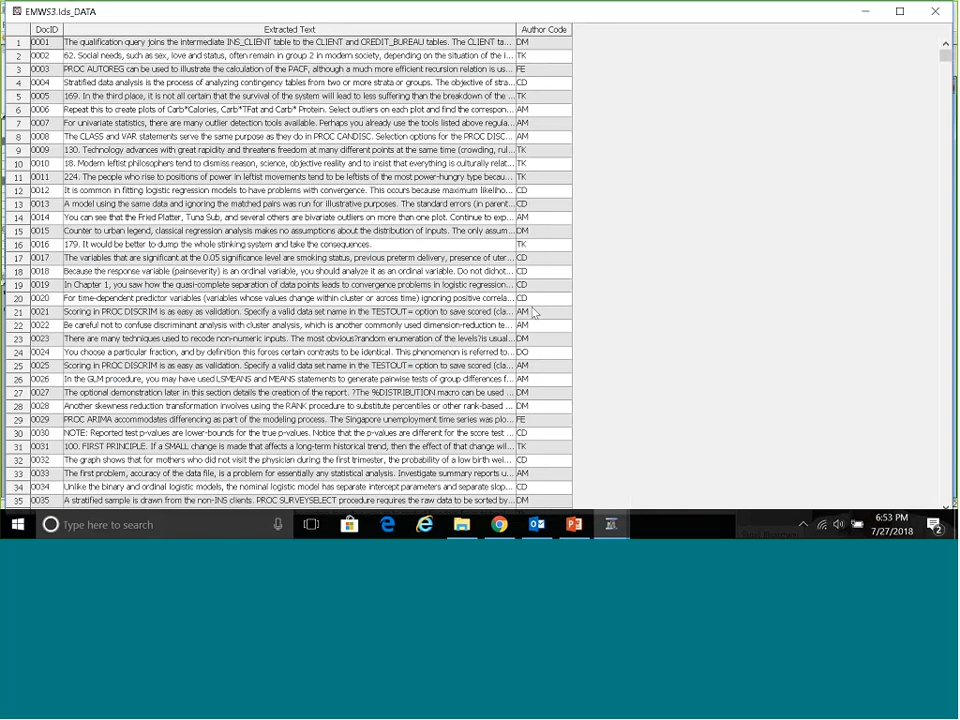 EMWS3.Ids_DATA
DocID Extracted Text Author Code
1 0001 The qualification query joins the intermediate INS_CLIENT table to the CLIENT and CREDIT_BUREAU tables. The CLIENT ta... DM
2 0002 62. Social needs, such as sex, love and status, often remain in group 2 in modern society, depending on the situation of the i... TK
3 0003 PROC AUTOREG can be used to illustrate the calculation of the PACF, although a much more efficient recursion relation is us... FE
4 0004 Stratified data analysis is the process of analyzing contingency tables from two or more strata or groups. The objective of stra... CD
5 0005 169. In the third place, it is not all certain that the survival of the system will lead to less suffering than the breakdown of the ... TK
6 0006 Repeat this to create plots of Carb*Calories, Carb*TFat and Carb* Protein. Select outliers on each plot and find the correspon... AM
7 0007 For univariate statistics, there are many outlier detection tools available. Perhaps you already use the tools listed above regula... AM
8 0008 The CLASS and VAR statements serve the same purpose as they do in PROC CANDISC. Selection options for the PROC DISC... AM
9 0009 130. Technology advances with great rapidity and threatens freedom at many different points at the same time (crowding, rul... TK
10 0010 18. Modern leftist philosophers tend to dismiss reason, science, objective reality and to insist that everything is culturally relat... TK
11 0011 224. The people who rise to positions of power in leftist movements tend to be leftists of the most power-hungry type becau... TK
12 0012 It is common in fitting logistic regression models to have problems with convergence. This occurs because maximum likeliho... CD
13 0013 A model using the same data and ignoring the matched pairs was run for illustrative purposes. The standard errors (in parent... CD
14 0014 You can see that the Fried Platter, Tuna Sub, and several others are bivariate outliers on more than one plot. Continue to exp... AM
15 0015 Counter to urban legend, classical regression analysis makes no assumptions about the distribution of inputs. The only assum... DM
16 0016 179. It would be better to dump the whole stinking system and take the consequences. TK
17 0017 The variables that are significant at the 0.05 significance level are smoking status, previous preterm delivery, presence of uter... CD
18 0018 Because the response variable (painseverity) is an ordinal variable, you should analyze it as an ordinal variable. Do not dichot... CD
19 0019 In Chapter 1, you saw how the quasi-complete separation of data points leads to convergence problems in logistic regression... CD
20 0020 For time-dependent predictor variables (variables whose values change within cluster or across time) ignoring positive correla... CD
21 0021 Scoring in PROC DISCRIM is as easy as validation. Specify a valid data set name in the TESTOUT= option to save scored (cla... AM
22 0022 Be careful not to confuse discriminant analysis with cluster analysis, which is another commonly used dimension-reduction te... AM
23 0023 There are many techniques used to recode non-numeric inputs. The most obvious?random enumeration of the levels?is usual... DM
24 0024 You choose a particular fraction, and by definition this forces certain contrasts to be identical. This phenomenon is referred to... DO
25 0025 Scoring in PROC DISCRIM is as easy as validation. Specify a valid data set name in the TESTOUT= option to save scored (cla... AM
26 0026 In the GLM procedure, you may have used LSMEANS and MEANS statements to generate pairwise tests of group differences f... AM
27 0027 The optional demonstration later in this section details the creation of the report. ?The %DISTRIBUTION macro can be used ... DM
28 0028 Another skewness reduction transformation involves using the RANK procedure to substitute percentiles or other rank-based ... DM
29 0029 PROC ARIMA accommodates differencing as part of the modeling process. The Singapore unemployment time series was plo... FE
30 0030 NOTE: Reported test p-values are lower-bounds for the true p-values. Notice that the p-values are different for the score test ... CD
31 0031 100. FIRST PRINCIPLE. If a SMALL change is made that affects a long-term historical trend, then the effect of that change wil... TK
32 0032 The graph shows that for mothers who did not visit the physician during the first trimester, the probability of a low birth wei... CD
33 0033 The first problem, accuracy of the data file, is a problem for essentially any statistical analysis. Investigate summary reports u... AM
34 0034 Unlike the binary and ordinal logistic models, the nominal logistic model has separate intercept parameters and separate slop... CD
35 0035 A stratified sample is drawn from the non-INS clients. PROC SURVEYSELECT procedure requires the raw data to be sorted by... DM
Type here to search
6:53 PM
7/27/2018
2